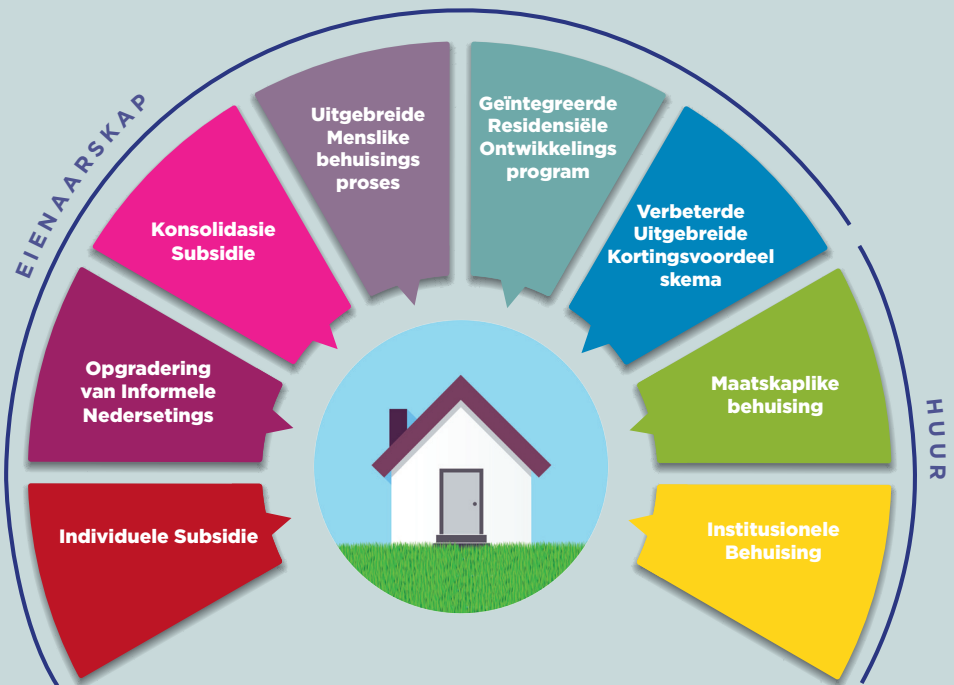 EIENAARSKAP
Individuele Subsidie
Opgradering
van Informele
Nedersetings
Konsolidasie
Subsidie
Uitgebreide
Menslike
behuisings
proses
Geïntegreerde
Residensiële
Ontwikkelings
program
Verbeterde
Uitgebreide
Kortingsvoordeel
skema
HUUR
Maatskaplike
behuising
Institusionele
Behuising